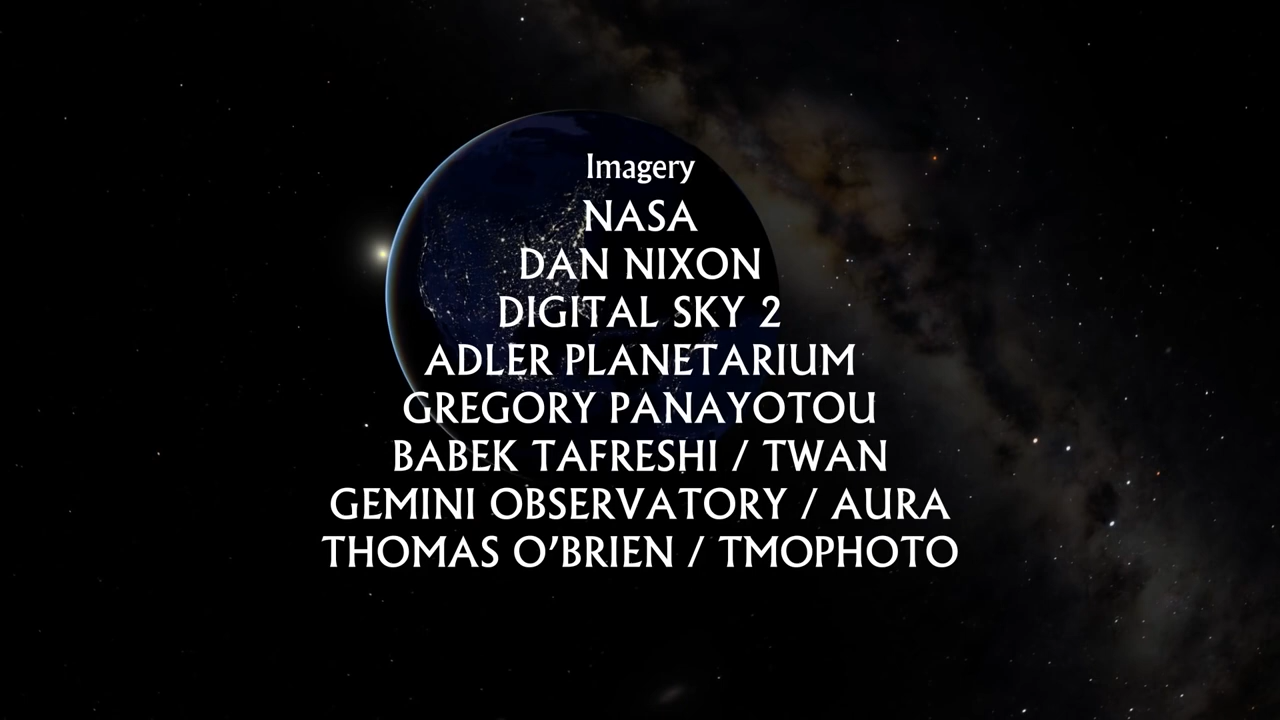 Imagery
NASA
DAN NIXON
DIGITAL SKY 2
ADLER PLANETARIUM
GREGORY PANAYOTOU
BABEK TAFRESHI / TWAN
GEMINI OBSERVATORY / AURA
THOMAS O’BRIEN / TMOPHOTO